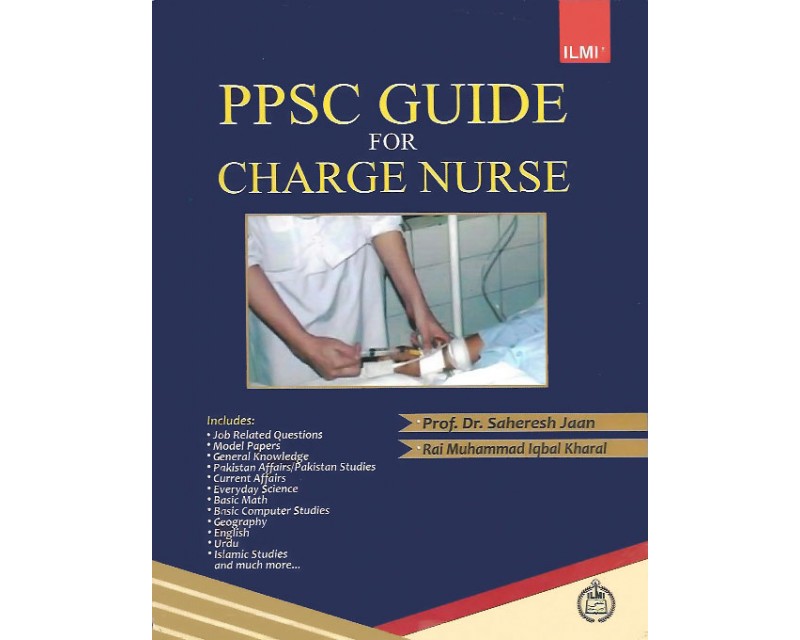 ILMI
PPSC GUIDE
FOR
CHARGE NURSE
Includes:
• Job Related Questions
• Model Papers
• General Knowledge
• Pakistan Affairs/Pakistan Studies
• Current Affairs
• Everyday Science
• Basic Math
• Basic Computer Studies
• Geography
• English
• Urdu
• Islamic Studies
and much more...
• Prof. Dr. Saheresh Jaan
• Rai Muhammad Iqbal Kharal
ILMI